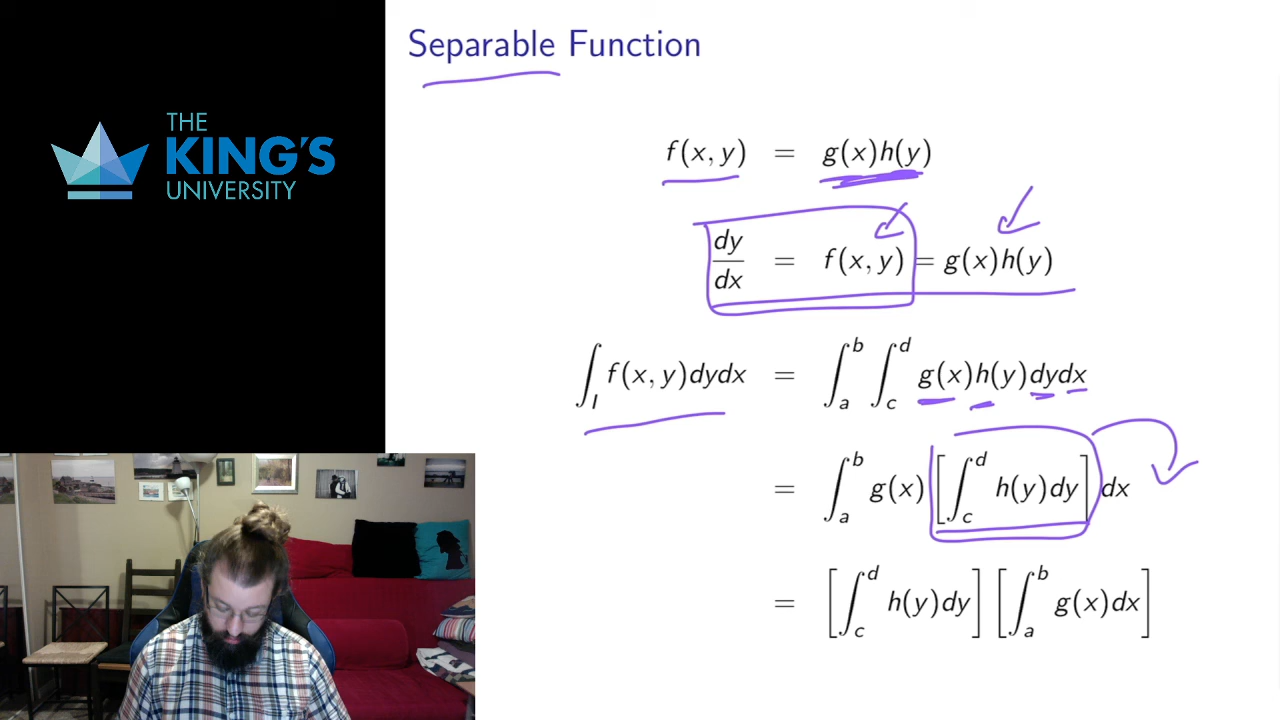 THE
KING'S
UNIVERSITY
Separable Function
f(x, y) = g(x)h(y)
dy/dx = f(x, y) = g(x)h(y)
∫_I f(x, y)dydx = ∫_a^b ∫_c^d g(x)h(y)dydx
= ∫_a^b g(x) [∫_c^d h(y)dy] dx
= [∫_c^d h(y)dy] [∫_a^b g(x)dx]